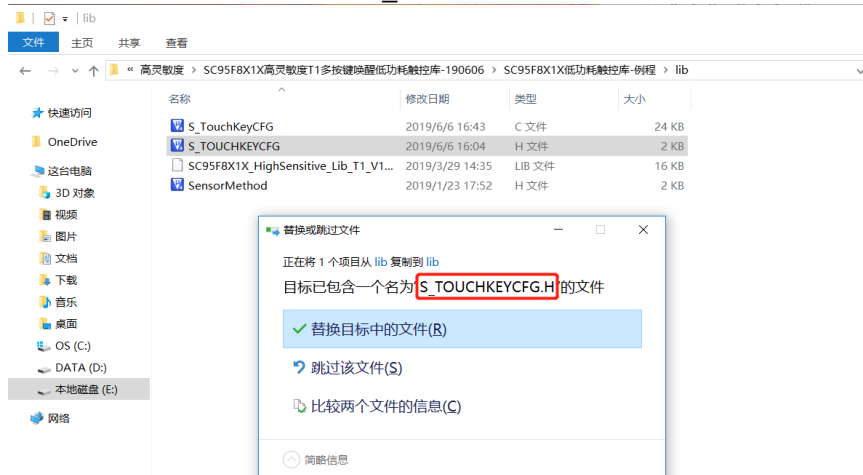 lib
文件 主页 共享 查看
« 高灵敏度 > SC95F8X1X高灵敏度T1多按键唤醒低功耗触控库-190606 > SC95F8X1X低功耗触控库-例程 > lib
名称 修改日期 类型 大小
快速访问
OneDrive
这台电脑
3D 对象
视频
图片
文档
下载
音乐
桌面
OS (C:)
DATA (D:)
本地磁盘 (E:)
网络
S_TouchKeyCFG 2019/6/6 16:43 C 文件 24 KB
S_TOUCHKEYCFG 2019/6/6 16:04 H 文件 2 KB
SC95F8X1X_HighSensitive_Lib_T1_V1... 2019/3/29 14:35 LIB 文件 16 KB
SensorMethod 2019/1/23 17:52 H 文件 2 KB
替换或跳过文件
正在将 1 个项目从 lib 复制到 lib
目标已包含一个名为"S_TOUCHKEYCFG.H"的文件
替换目标中的文件(R)
跳过该文件(S)
比较两个文件的信息(C)
简略信息